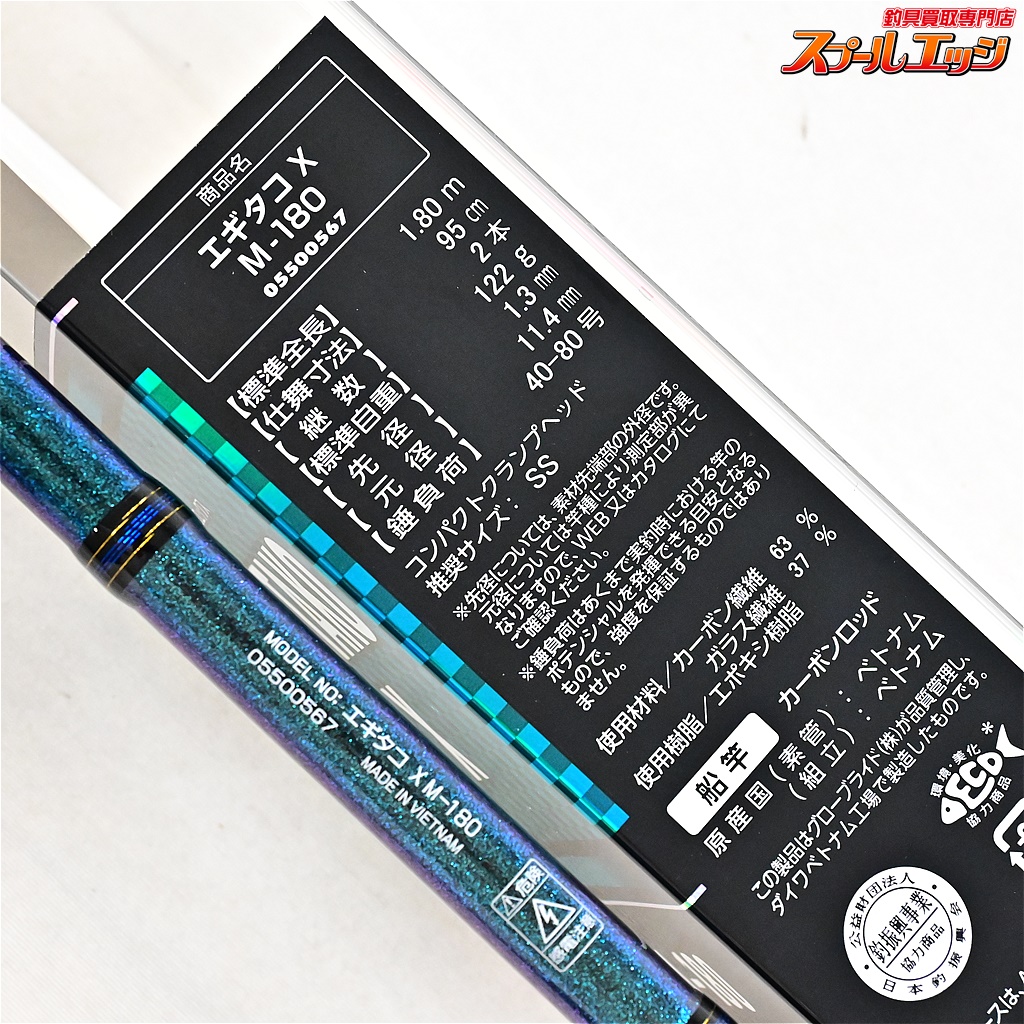 釣具買取専門店
スプールエッジ
商品名
エギタコ X
M-180
05500567
【標準全長】 1.80 m
【仕舞寸法】 95 cm
【継数】 2 本
【標準自重】 122 g
【先径】 1.3 mm
【元径】 11.4 mm
【錘負荷】 40-80 号
コンパクトクランプヘッド
推奨サイズ：SS
※先径については、素材先端部の外径です。
元径については竿種により測定部が異
なりますので、WEB又はカタログにて
ご確認ください。
※錘負荷はあくまで実釣時における竿の
ポテンシャルを発揮できる目安となる
もので、強度を保証するものではあり
ません。
使用材料／カーボン繊維 63 %
ガラス繊維 37 %
使用樹脂／エポキシ樹脂
船竿 カーボンロッド
原産国(素管)：ベトナム
(組立)：ベトナム
この製品はグローブライド(株)が品質管理し、
ダイワベトナム工場で製造したものです。
環境・美化
ECO
協力商品
公益財団法人
釣振興事業
協力商品
日本釣振興会
MODEL NO: エギタコ X M-180
05500567
MADE IN VIETNAM
危険
感電注意